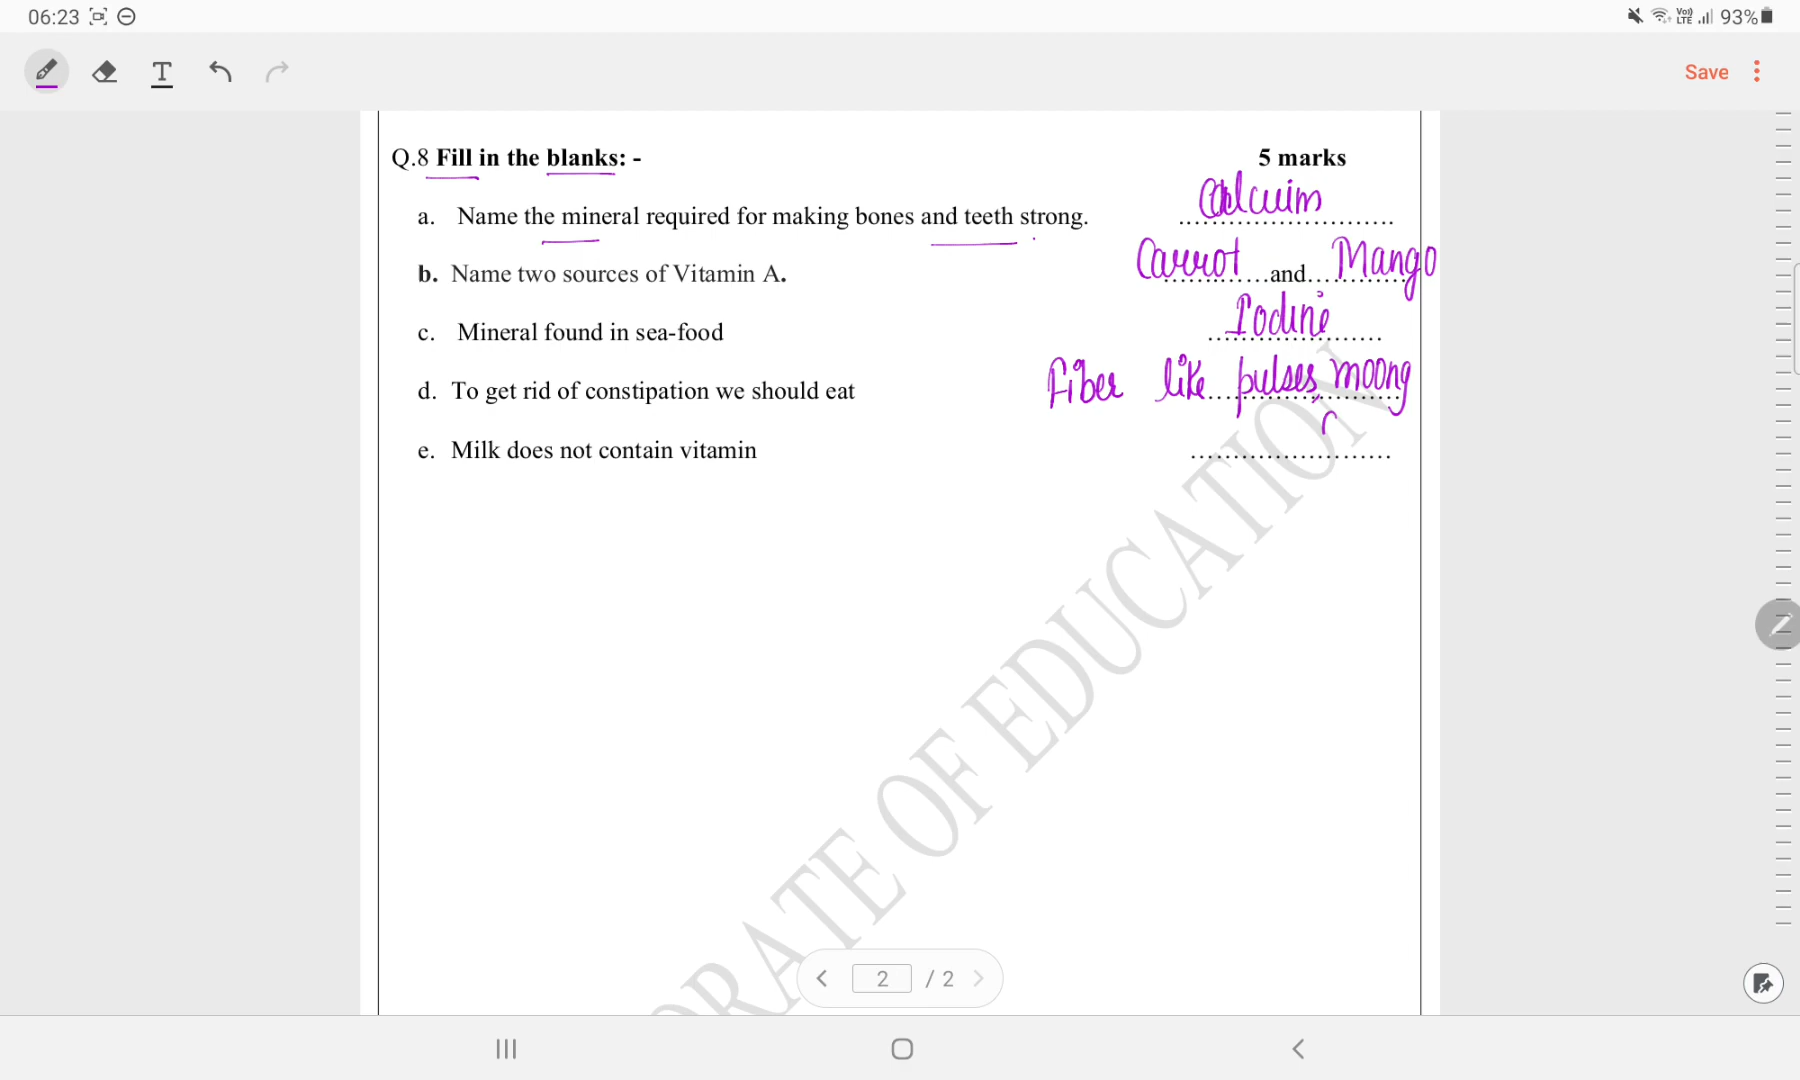 06:23 93%
Save
Q.8 Fill in the blanks: - 5 marks
a. Name the mineral required for making bones and teeth strong. Calcuim
b. Name two sources of Vitamin A. Carrot and Mango
c. Mineral found in sea-food Iodine
d. To get rid of constipation we should eat Fiber like pulses, moong
e. Milk does not contain vitamin
RATE OF EDUCATION
2 / 2